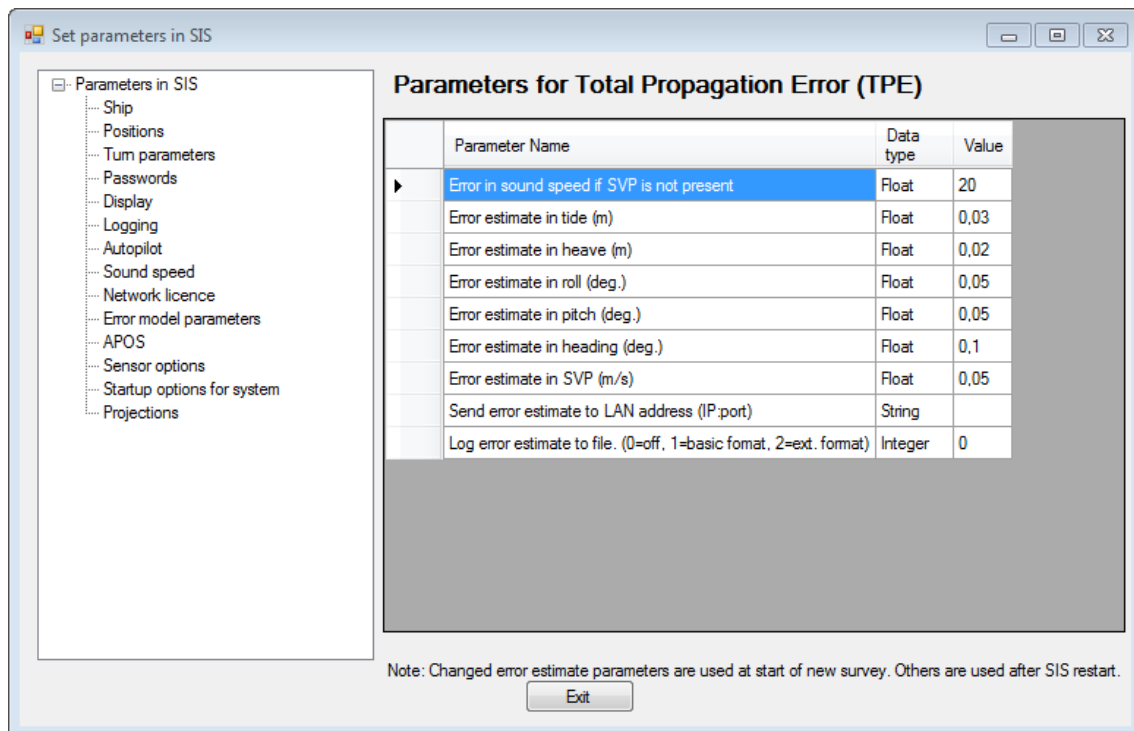 Set parameters in SIS
Parameters in SIS
Ship
Positions
Turn parameters
Passwords
Display
Logging
Autopilot
Sound speed
Network licence
Error model parameters
APOS
Sensor options
Startup options for system
Projections
Parameters for Total Propagation Error (TPE)
Parameter Name Data type Value
Error in sound speed if SVP is not present Float 20
Error estimate in tide (m) Float 0,03
Error estimate in heave (m) Float 0,02
Error estimate in roll (deg.) Float 0,05
Error estimate in pitch (deg.) Float 0,05
Error estimate in heading (deg.) Float 0,1
Error estimate in SVP (m/s) Float 0,05
Send error estimate to LAN address (IP:port) String
Log error estimate to file. (0=off, 1=basic fomat, 2=ext. format) Integer 0
Note: Changed error estimate parameters are used at start of new survey. Others are used after SIS restart.
Exit